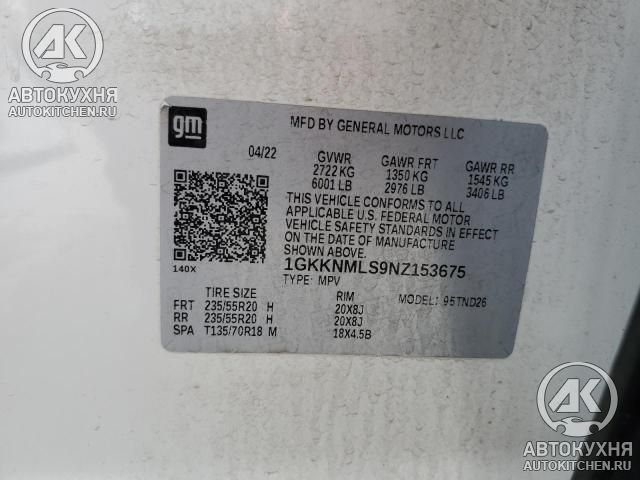 AK
АВТОКУХНЯ
AUTOKITCHEN.RU
gm
MFD BY GENERAL MOTORS LLC
04/22 GVWR GAWR FRT GAWR RR
2722 KG 1350 KG 1545 KG
6001 LB 2976 LB 3406 LB
THIS VEHICLE CONFORMS TO ALL
APPLICABLE U.S. FEDERAL MOTOR
VEHICLE SAFETY STANDARDS IN EFFECT
ON THE DATE OF MANUFACTURE
SHOWN ABOVE.
140X 1GKKNMLS9NZ153675
TYPE: MPV
TIRE SIZE RIM MODEL: 95TND26
FRT 235/55R20 H 20X8J
RR 235/55R20 H 20X8J
SPA T135/70R18 M 18X4.5B
AK
АВТОКУХНЯ
AUTOKITCHEN.RU